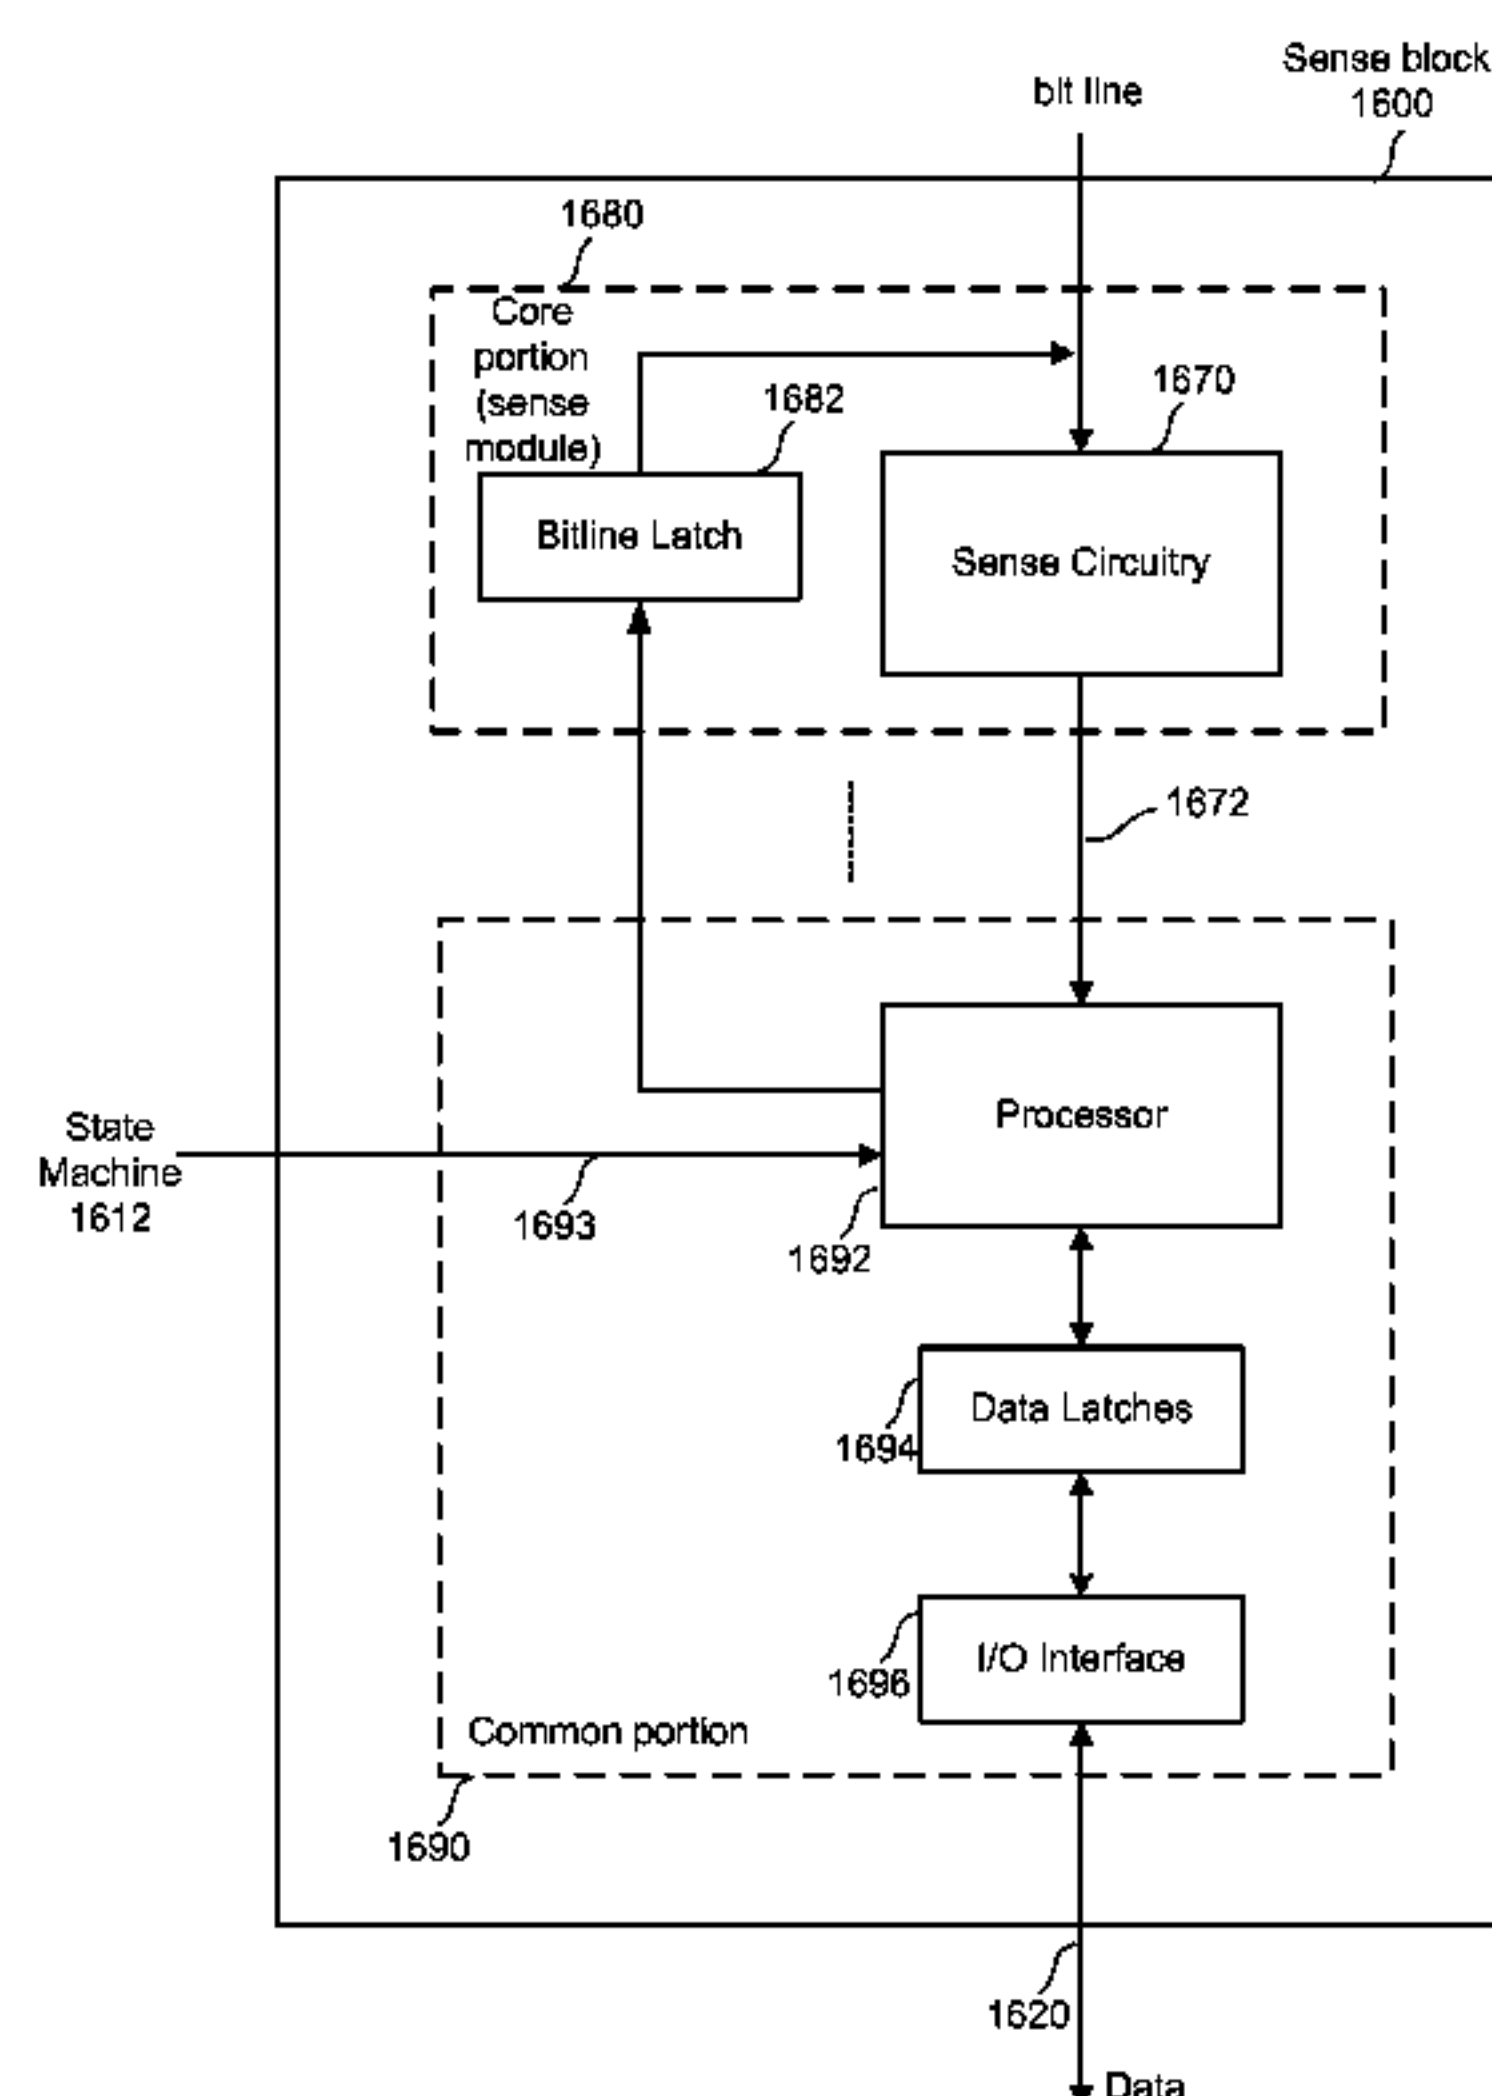 Sense block
1600
bit line
1680
Core
portion
(sense
module)
1682
1670
Bitline Latch
Sense Circuitry
1672
Processor
State
Machine
1612
1693
1692
Data Latches
1694
I/O Interface
1696
Common portion
1690
1620
Data